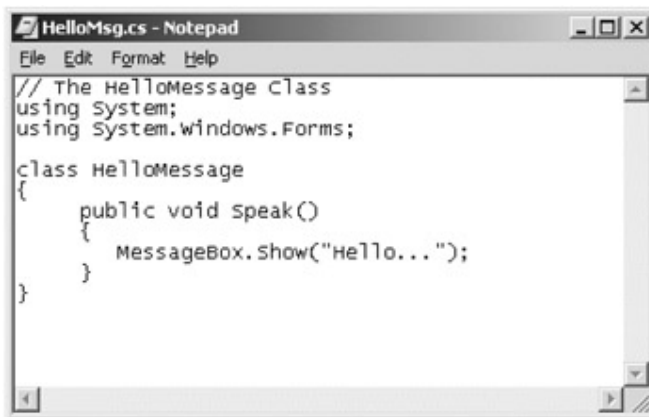 HelloMsg.cs - Notepad
File Edit Format Help
// The HelloMessage Class
using System;
using System.Windows.Forms;
class HelloMessage
{
public void Speak()
{
MessageBox.Show("Hello...");
}
}